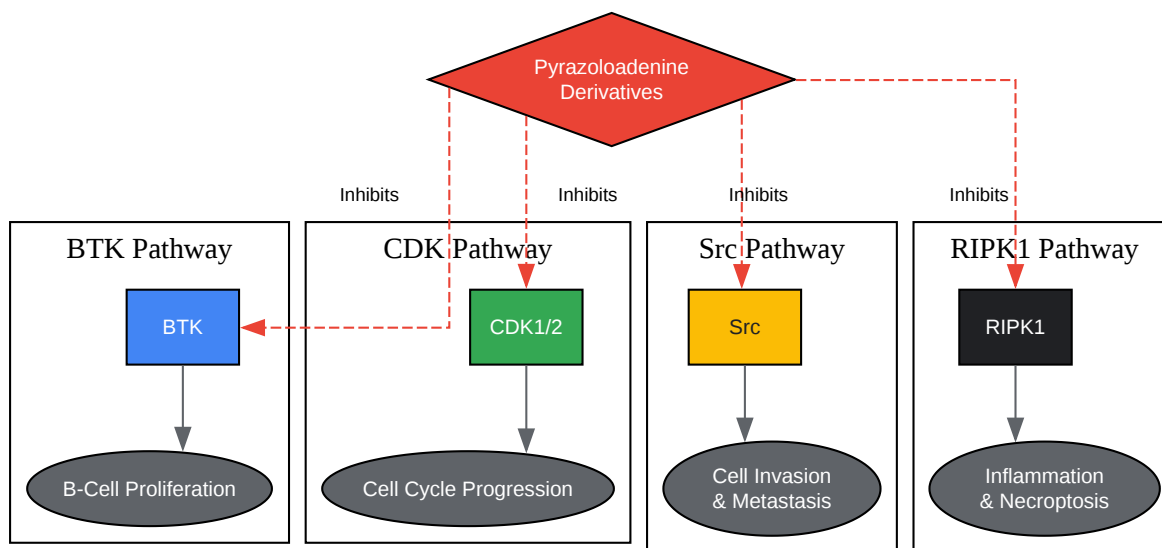 Pyrazoloadenine
Derivatives
Inhibits
Inhibits
Inhibits
Inhibits
BTK Pathway
CDK Pathway
Src Pathway
RIPK1 Pathway
BTK
CDK1/2
Src
RIPK1
B-Cell Proliferation
Cell Cycle Progression
Cell Invasion
& Metastasis
Inflammation
& Necroptosis